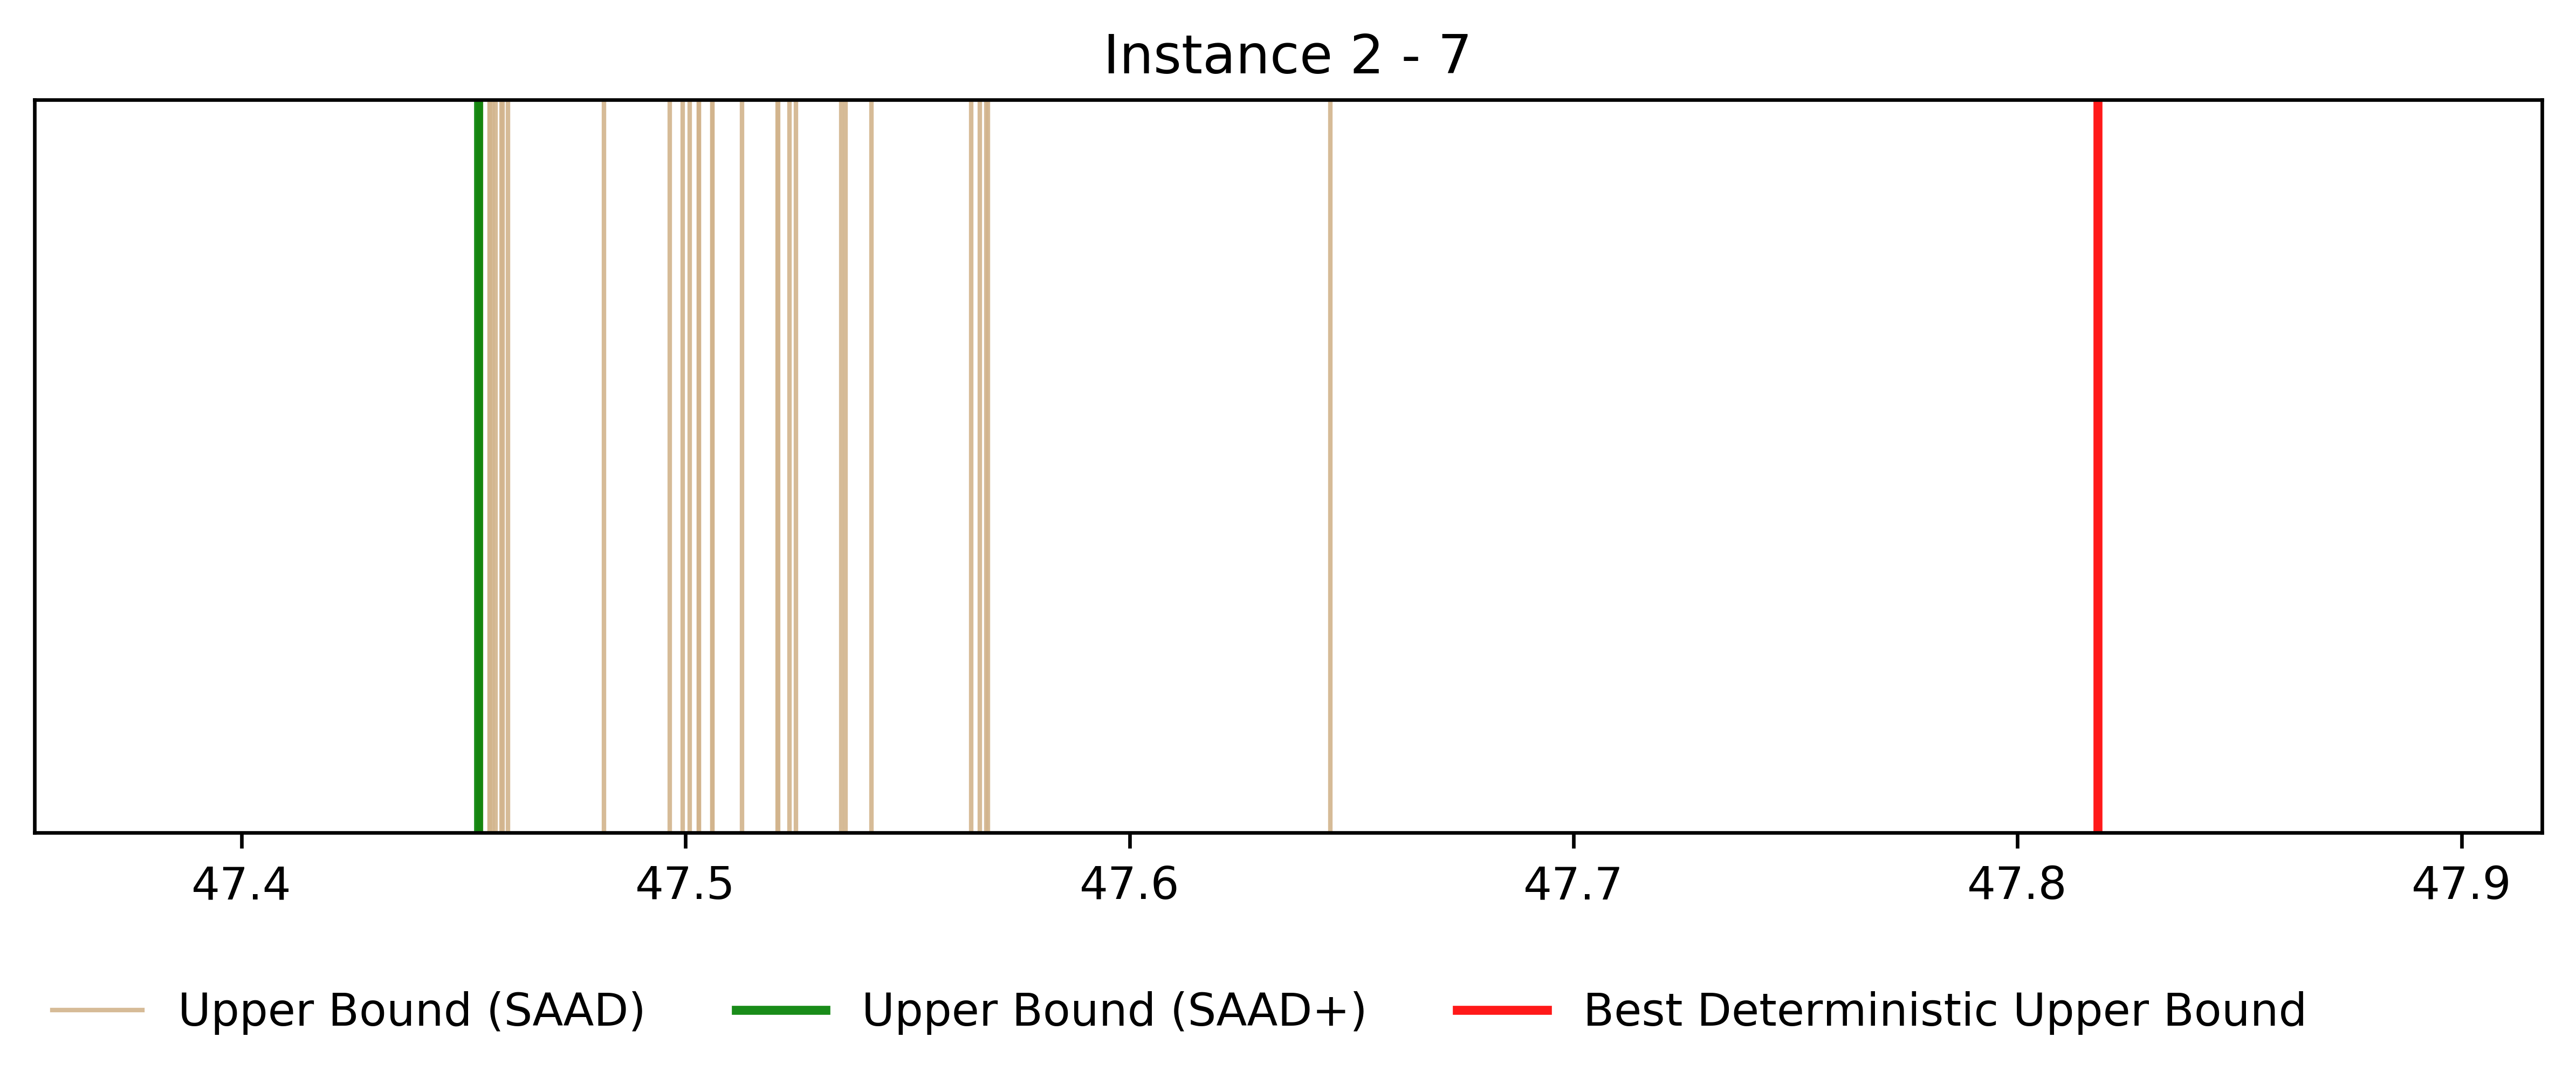 Instance 2 - 7
47.4 47.5 47.6 47.7 47.8 47.9
Upper Bound (SAAD) Upper Bound (SAAD+) Best Deterministic Upper Bound